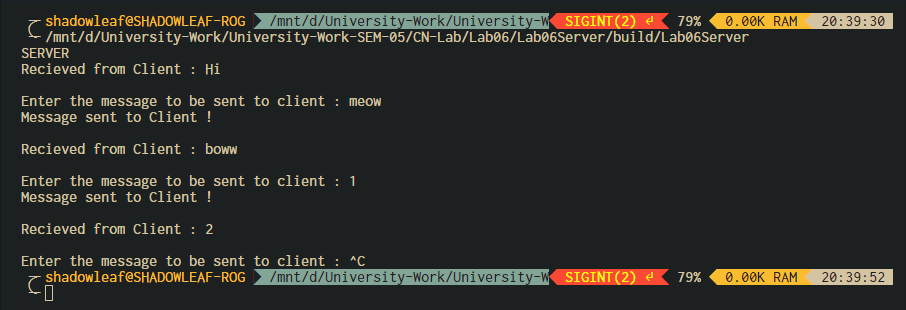 shadowleaf@SHADOWLEAF-ROG /mnt/d/University-Work/University-W SIGINT(2) ↵ 79% 0.00K RAM 20:39:30
/mnt/d/University-Work/University-Work-SEM-05/CN-Lab/Lab06/Lab06Server/build/Lab06Server
SERVER
Recieved from Client : Hi
Enter the message to be sent to client : meow
Message sent to Client !
Recieved from Client : boww
Enter the message to be sent to client : 1
Message sent to Client !
Recieved from Client : 2
Enter the message to be sent to client : ^C
shadowleaf@SHADOWLEAF-ROG /mnt/d/University-Work/University-W SIGINT(2) ↵ 79% 0.00K RAM 20:39:52